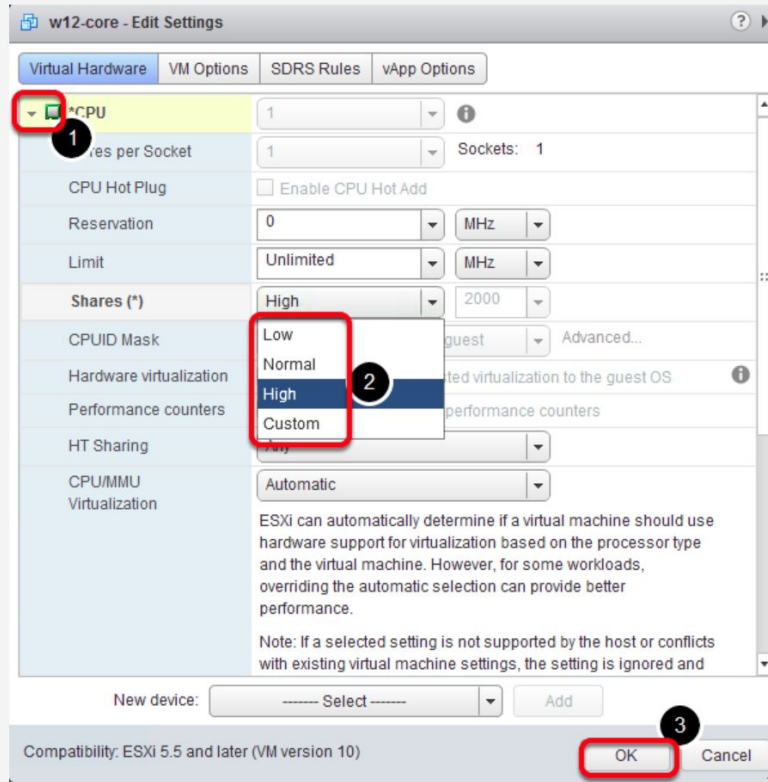 w12-core - Edit Settings ?
Virtual Hardware VM Options SDRS Rules vApp Options
*CPU 1
1
res per Socket 1 Sockets: 1
CPU Hot Plug Enable CPU Hot Add
Reservation 0 MHz
Limit Unlimited MHz
Shares (*) High 2000
Low
CPUID Mask guest Advanced...
Normal
Hardware virtualization ted virtualization to the guest OS
2
High
Performance counters performance counters
Custom
HT Sharing Any
CPU/MMU Automatic
Virtualization
ESXi can automatically determine if a virtual machine should use
hardware support for virtualization based on the processor type
and the virtual machine. However, for some workloads,
overriding the automatic selection can provide better
performance.
Note: If a selected setting is not supported by the host or conflicts
with existing virtual machine settings, the setting is ignored and
New device: ------- Select ------- Add
3
Compatibility: ESXi 5.5 and later (VM version 10) OK Cancel